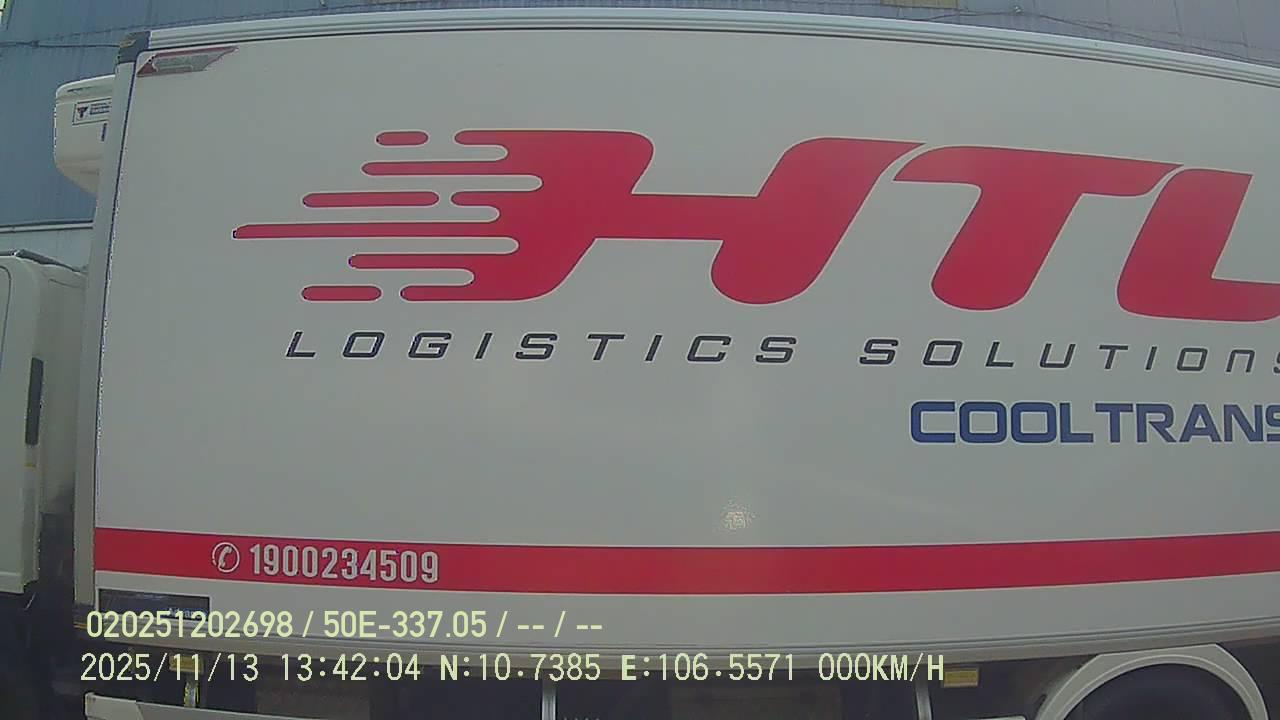 HTL
LOGISTICS SOLUTIONS
COOLTRANS
1900234509
020251202698 / 50E-337.05 / -- / --
2025/11/13 13:42:04 N:10.7385 E:106.5571 000KM/H